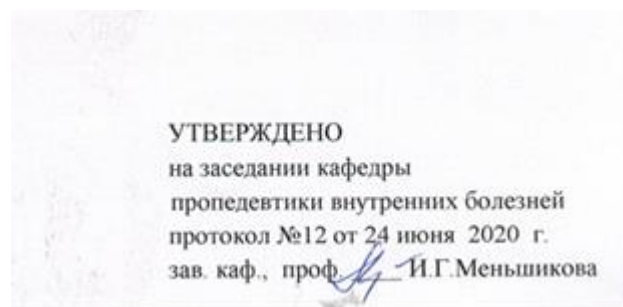 УТВЕРЖДЕНО
на заседании кафедры
пропедевтики внутренних болезней
протокол №12 от 24 июня 2020 г.
зав. каф., проф. И.Г.Меньшикова